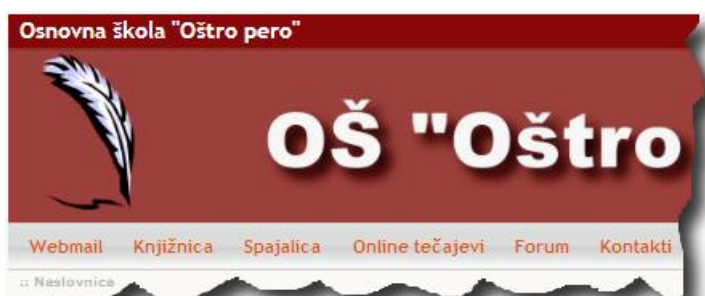 Osnovna škola "Oštro pero"
OŠ "Oštro
Webmail Knjižnica Spajalica Online tečajevi Forum Kontakti
:: Naslovnica